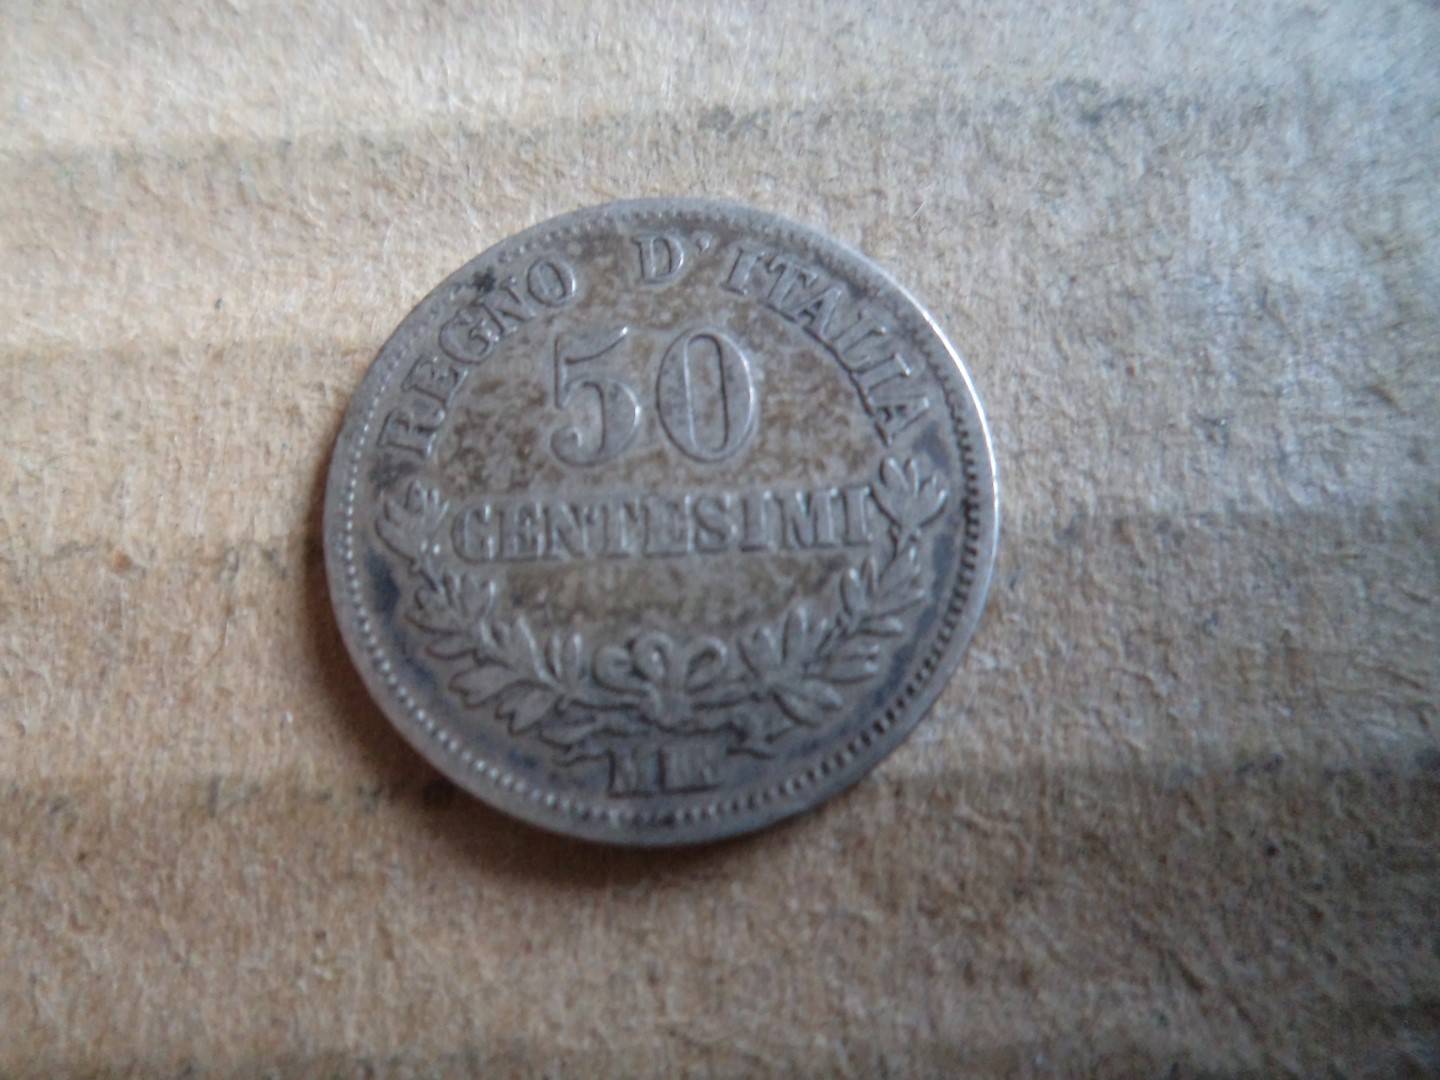 REGNO D'ITALIA
50
CENTESIMI